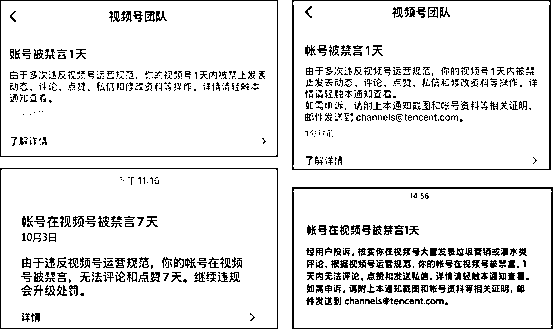 视频号团队
账号被禁言1天
由于多次违反视频号运营规范，你的视频号1天内被禁止发表
动态、评论、点赞、私信和修改资料等操作。详情请轻触本
通知查看。
了解详情
视频号团队
帐号被禁言1天
由于多次违反视频号运营规范，你的视频号1天内被禁
止发表动态、评论、点赞、私信和修改资料等操作。详
情请轻触本通知查看。
如需申诉，请附上本通知截图和帐号资料等相关证明，
邮件发送到 channels@tencent.com。
了解详情
下午 11:16
帐号在视频号被禁言7天
10月3日
由于违反视频号运营规范，你的帐号在视频
号被禁言，无法评论和点赞7天。继续违规
会升级处罚。
详情
14:56
帐号在视频号被禁言1天
经用户投诉，核实你在视频号大量发表垃圾营销或灌水类
评论，根据视频号运营规范，你的帐号在视频号被禁言，1
天内无法评论、点赞和发送私信。详情请轻触本通知查看。
如需申诉，请附上本通知截图和帐号资料等相关证明，邮
件发送到 channels@tencent.com。